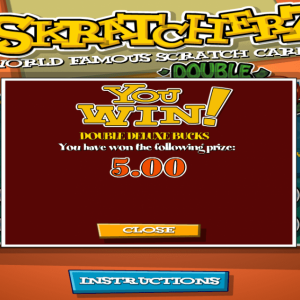 SKRATCHERZ
WORLD FAMOUS SCRATCH CARD
DOUBLE
YOU
WIN!
DOUBLE DELUXE BUCKS
You have won the following prize:
5.00
CLOSE
INSTRUCTIONS